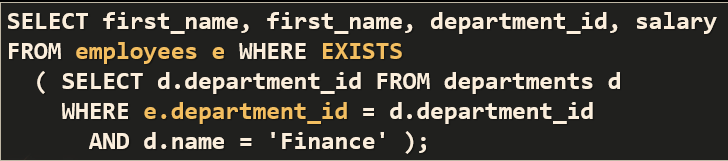 SELECT first_name, first_name, department_id, salary
FROM employees e WHERE EXISTS
( SELECT d.department_id FROM departments d
WHERE e.department_id = d.department_id
AND d.name = 'Finance' );